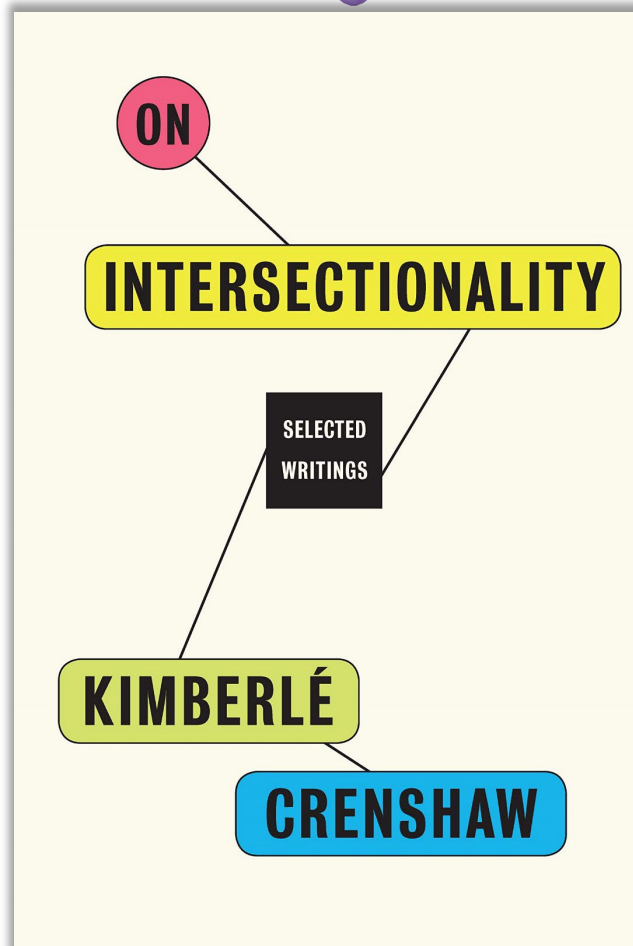 ON
INTERSECTIONALITY
SELECTED
WRITINGS
KIMBERLÉ
CRENSHAW